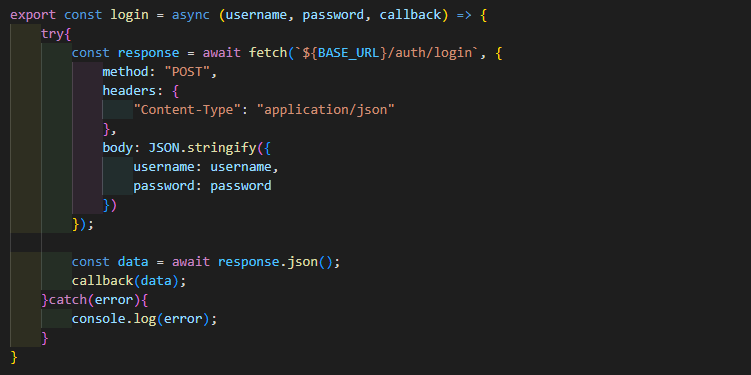 export const login = async (username, password, callback) => {
    try{
        const response = await fetch(`${BASE_URL}/auth/login`, {
            method: "POST",
            headers: {
                "Content-Type": "application/json"
            },
            body: JSON.stringify({
                username: username,
                password: password
            })
        });

        const data = await response.json();
        callback(data);
    }catch(error){
        console.log(error);
    }
}